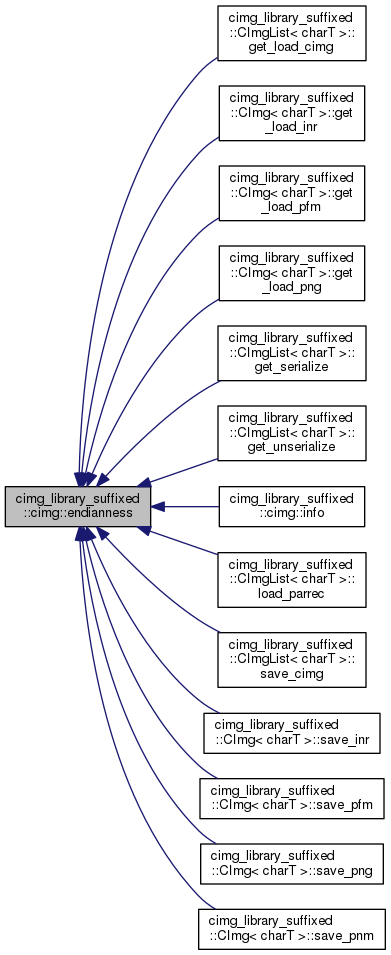 cimg_library_suffixed
::CImgList< charT >::
get_load_cimg
cimg_library_suffixed
::CImg< charT >::get
_load_inr
cimg_library_suffixed
::CImg< charT >::get
_load_pfm
cimg_library_suffixed
::CImg< charT >::get
_load_png
cimg_library_suffixed
::CImgList< charT >::
get_serialize
cimg_library_suffixed
::CImgList< charT >::
get_unserialize
cimg_library_suffixed
::cimg::endianness
cimg_library_suffixed
::cimg::info
cimg_library_suffixed
::CImgList< charT >::
load_parrec
cimg_library_suffixed
::CImgList< charT >::
save_cimg
cimg_library_suffixed
::CImg< charT >::save_inr
cimg_library_suffixed
::CImg< charT >::save_pfm
cimg_library_suffixed
::CImg< charT >::save_png
cimg_library_suffixed
::CImg< charT >::save_pnm